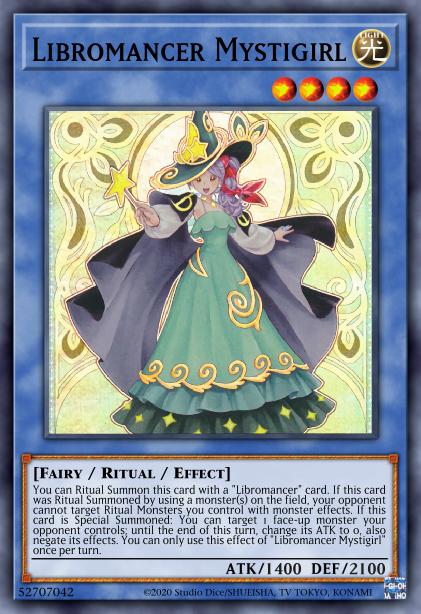 Libromancer Mystigirl
LIGHT
光
[Fairy / Ritual / Effect]
You can Ritual Summon this card with a "Libromancer" card. If this card
was Ritual Summoned by using a monster(s) on the field, your opponent
cannot target Ritual Monsters you control with monster effects. If this
card is Special Summoned: You can target 1 face-up monster your
opponent controls; until the end of this turn, change its ATK to 0, also
negate its effects. You can only use this effect of "Libromancer Mystigirl"
once per turn.
ATK/1400 DEF/2100
52707042
©2020 Studio Dice/SHUEISHA, TV TOKYO, KONAMI